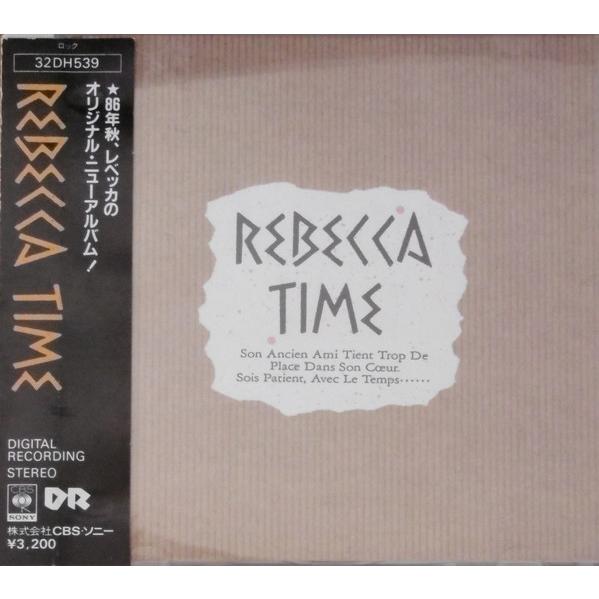 ロック
32DH539
★86年秋、レベッカの
オリジナル・ニューアルバム!
REBECCA TIME
DIGITAL
RECORDING
STEREO
CBS
SONY
DR
株式会社CBS・ソニー
¥3,200
REBECCA
TIME
Son Ancien Ami Tient Trop De
Place Dans Son Cœur.
Sois Patient, Avec Le Temps‥‥‥